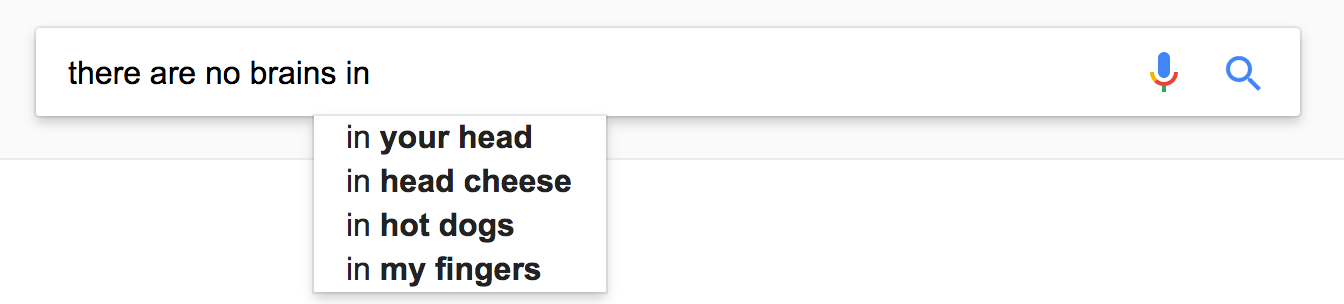 there are no brains in
in your head
in head cheese
in hot dogs
in my fingers